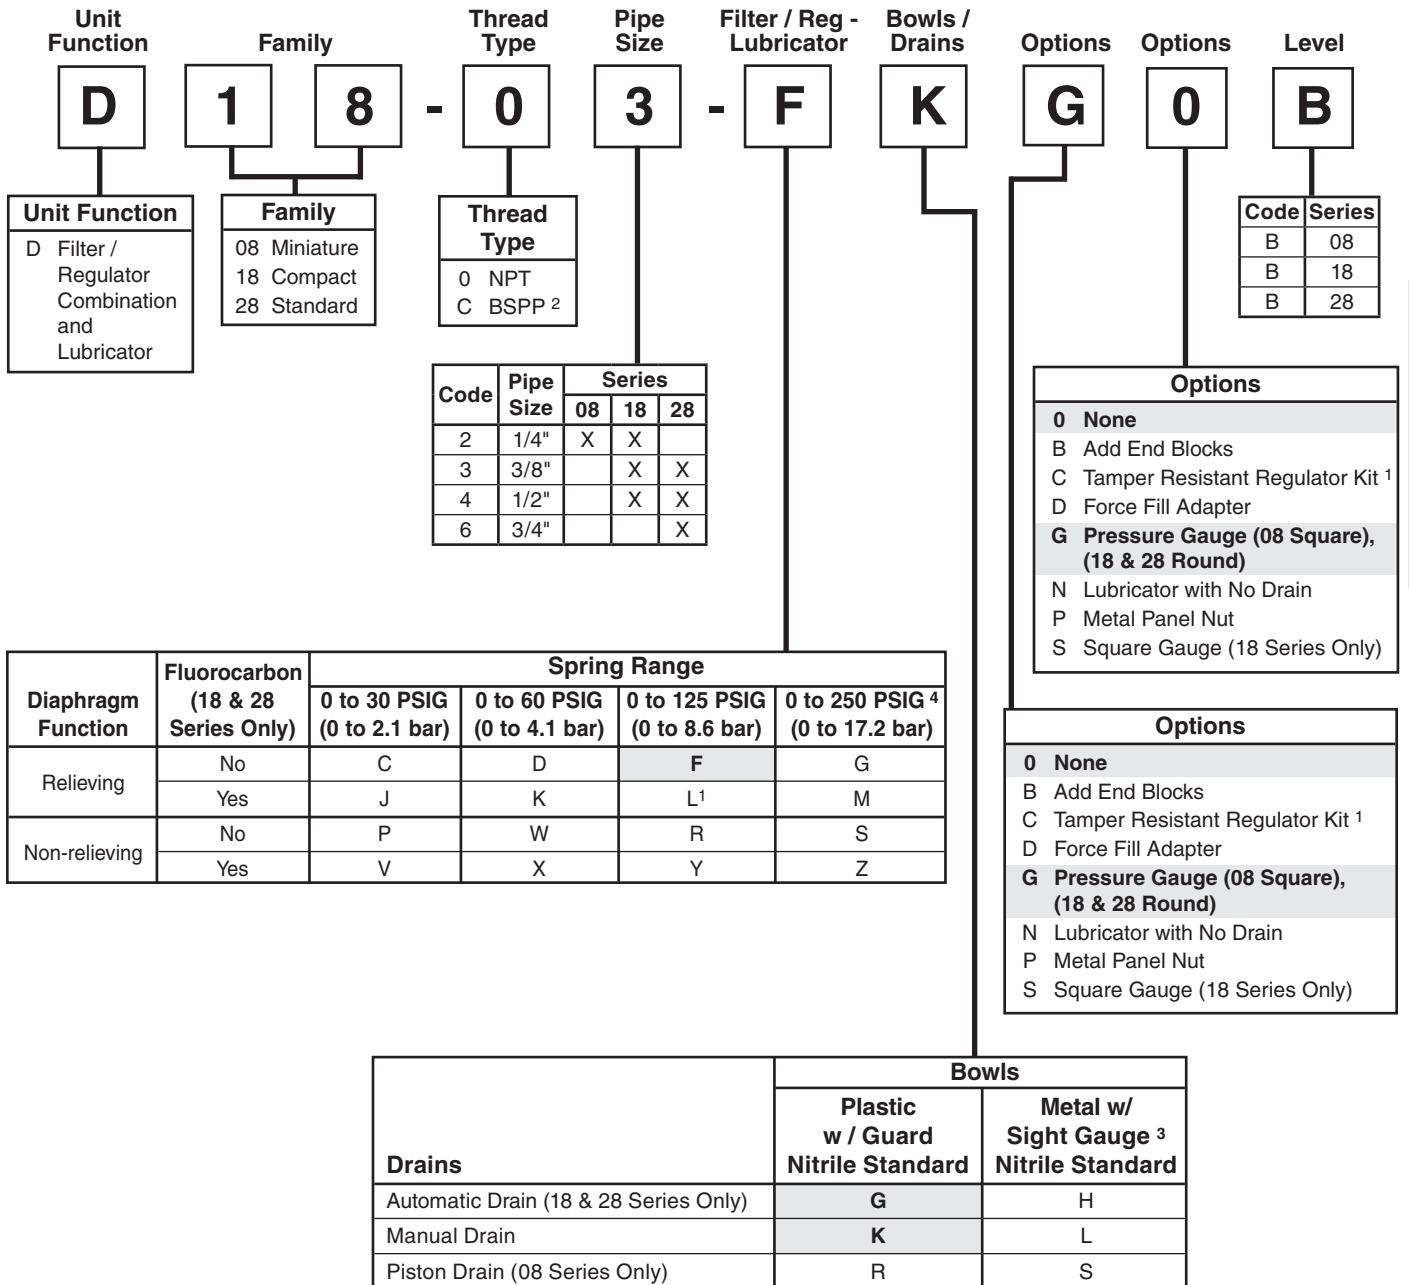 Unit Function
Family
Thread Type
Pipe Size
Filter / Reg - Lubricator
Bowls / Drains
Options
Options
Level
D 1 8 - 0 3 - F K G 0 B
Unit Function
D Filter /
Regulator
Combination
and
Lubricator
Family
08 Miniature
18 Compact
28 Standard
Thread
Type
0 NPT
C BSPP 2
Code Series
B 08
B 18
B 28
Code Pipe Size Series
08 18 28
2 1/4" X X
3 3/8" X X
4 1/2" X X
6 3/4" X
Options
0 None
B Add End Blocks
C Tamper Resistant Regulator Kit 1
D Force Fill Adapter
G Pressure Gauge (08 Square),
(18 & 28 Round)
N Lubricator with No Drain
P Metal Panel Nut
S Square Gauge (18 Series Only)
Diaphragm Function Fluorocarbon (18 & 28 Series Only) Spring Range
0 to 30 PSIG (0 to 2.1 bar) 0 to 60 PSIG (0 to 4.1 bar) 0 to 125 PSIG (0 to 8.6 bar) 0 to 250 PSIG 4 (0 to 17.2 bar)
Relieving No C D F G
Yes J K L1 M
Non-relieving No P W R S
Yes V X Y Z
Options
0 None
B Add End Blocks
C Tamper Resistant Regulator Kit 1
D Force Fill Adapter
G Pressure Gauge (08 Square),
(18 & 28 Round)
N Lubricator with No Drain
P Metal Panel Nut
S Square Gauge (18 Series Only)
Bowls
Drains Plastic w / Guard Nitrile Standard Metal w/ Sight Gauge 3 Nitrile Standard
Automatic Drain (18 & 28 Series Only) G H
Manual Drain K L
Piston Drain (08 Series Only) R S